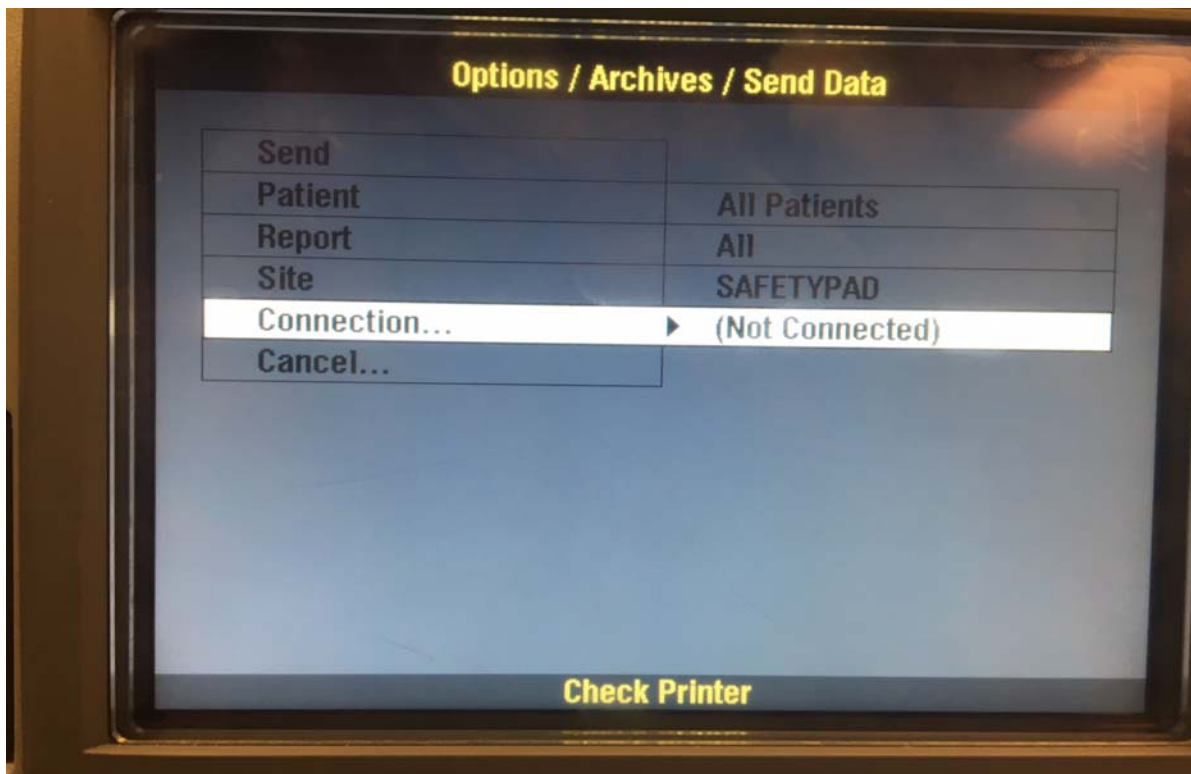 Options / Archives / Send Data
Send
Patient All Patients
Report All
Site SAFETYPAD
Connection... (Not Connected)
Cancel...
Check Printer